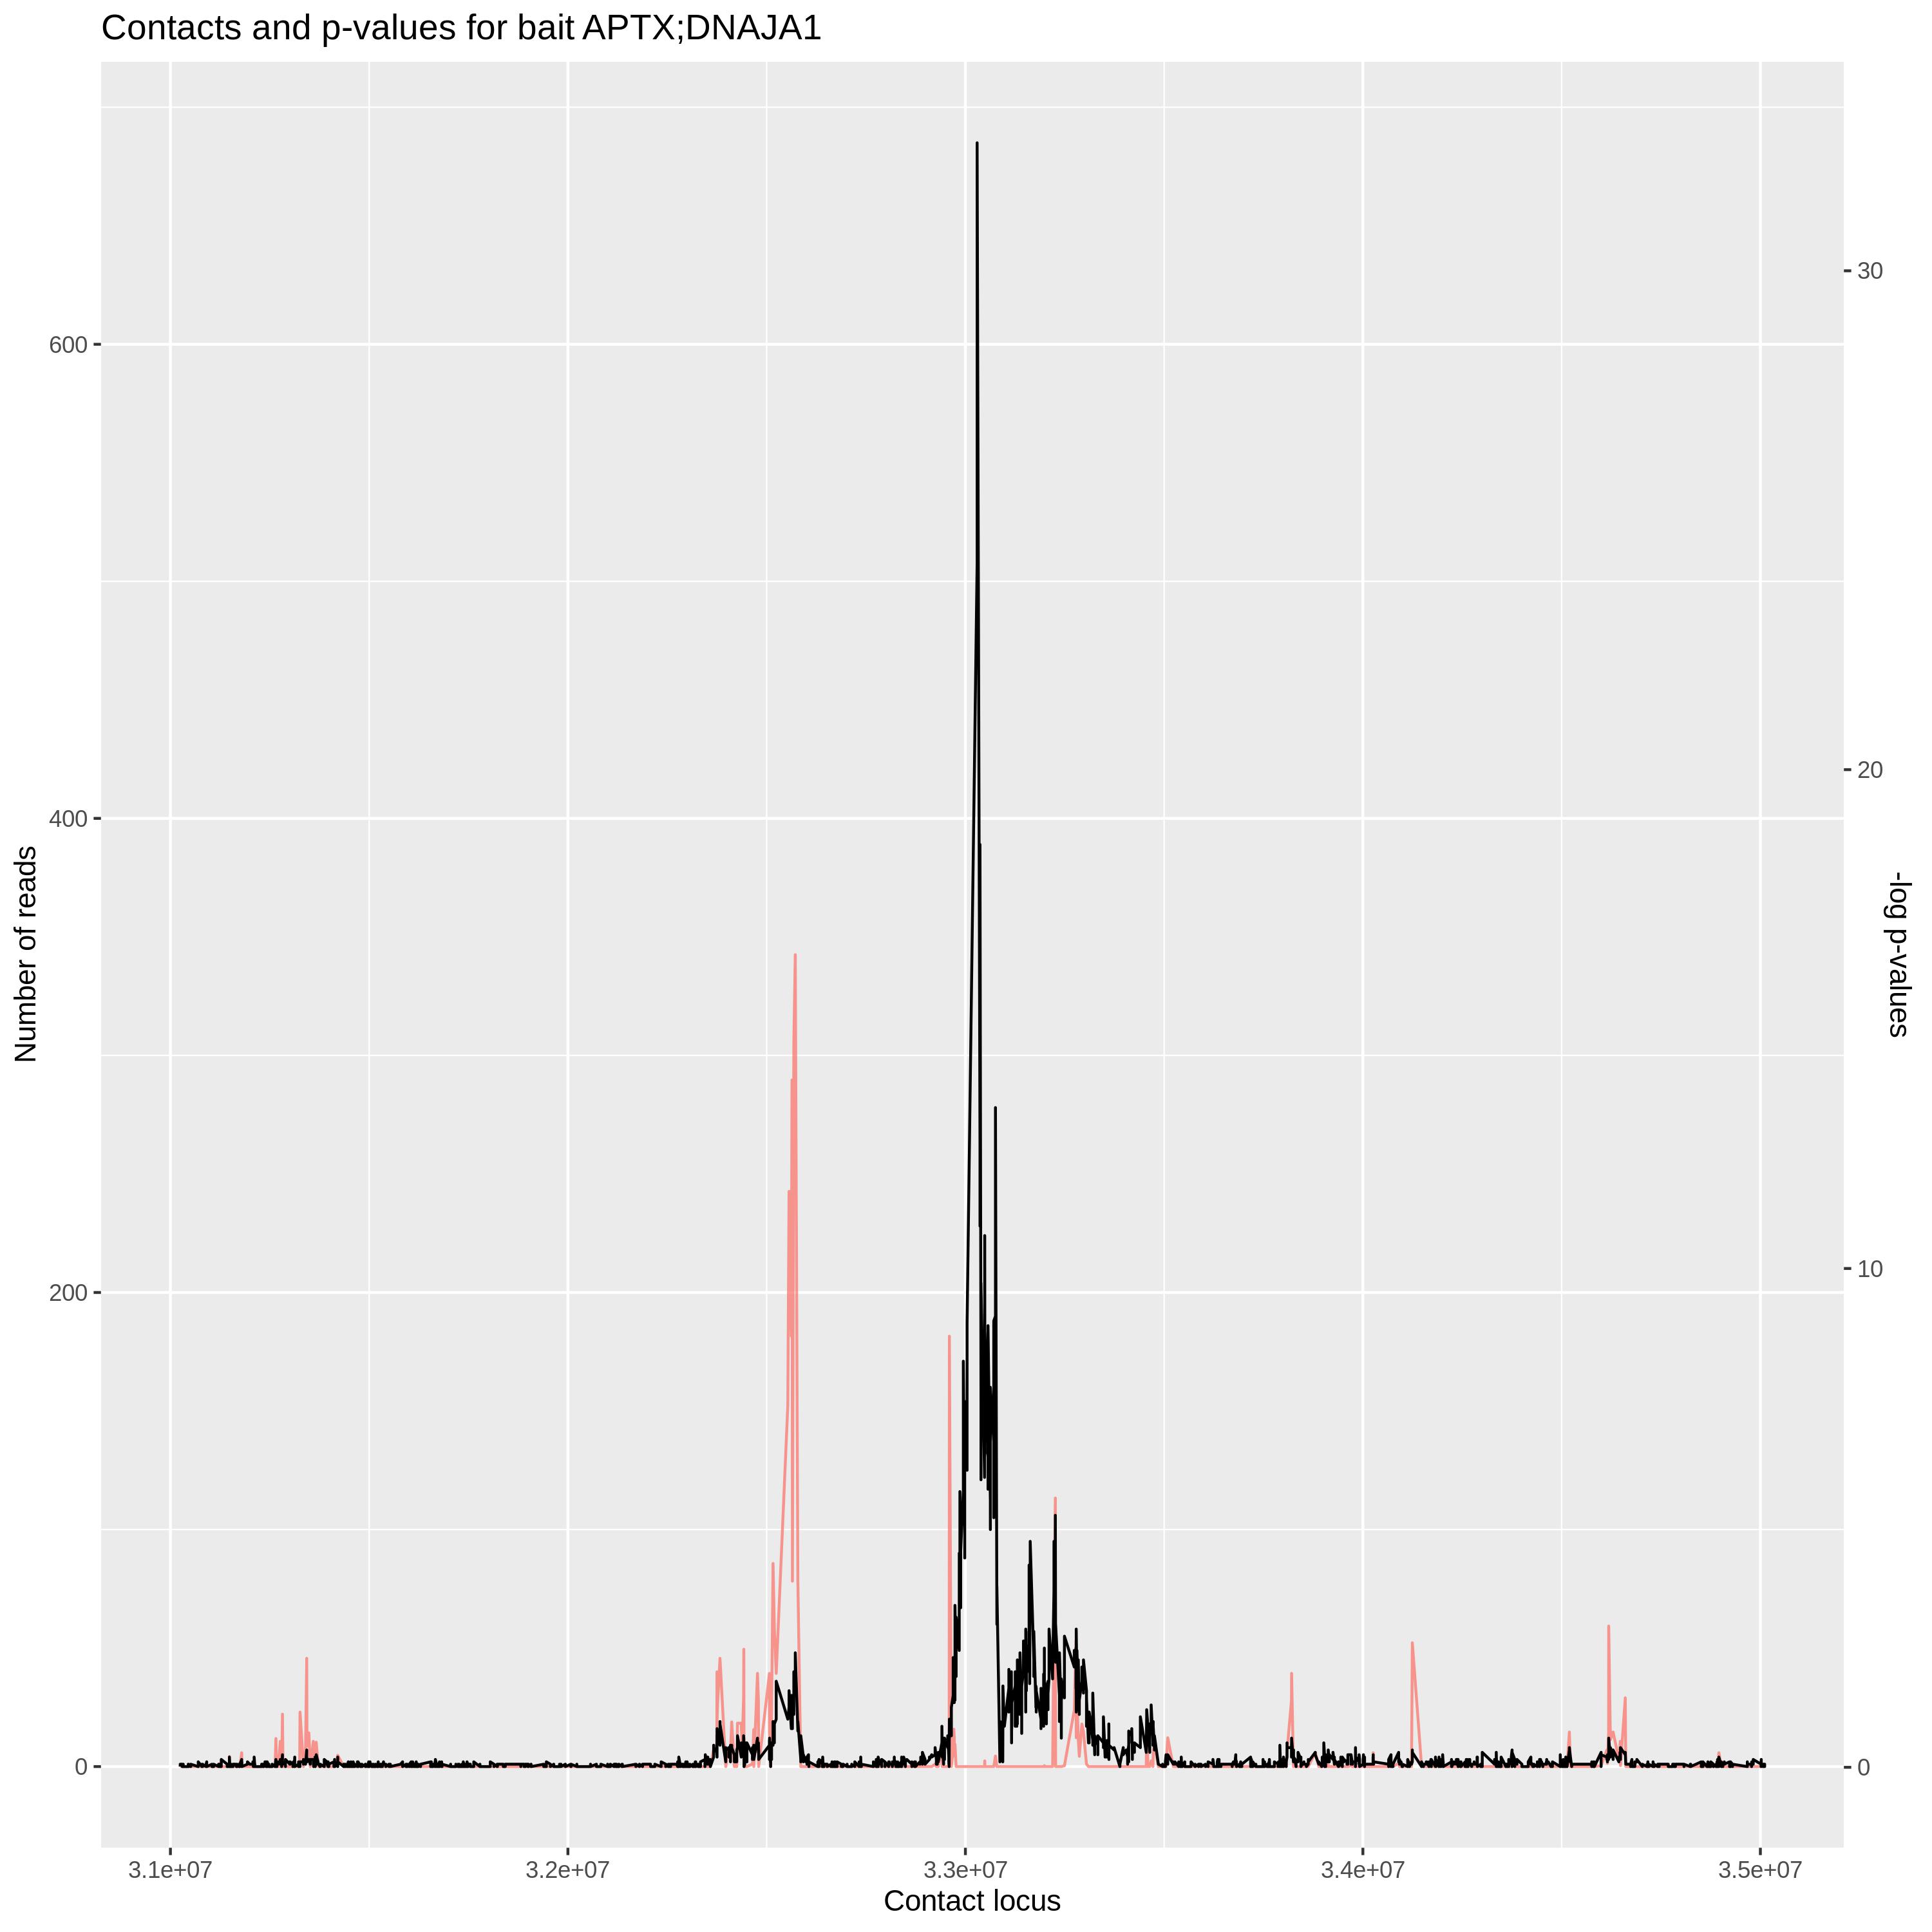 Contacts and p-values for bait APTX;DNAJA1
600
400
200
0
Number of reads
30
20
10
0
-log p-values
3.1e+07 3.2e+07 3.3e+07 3.4e+07 3.5e+07
Contact locus